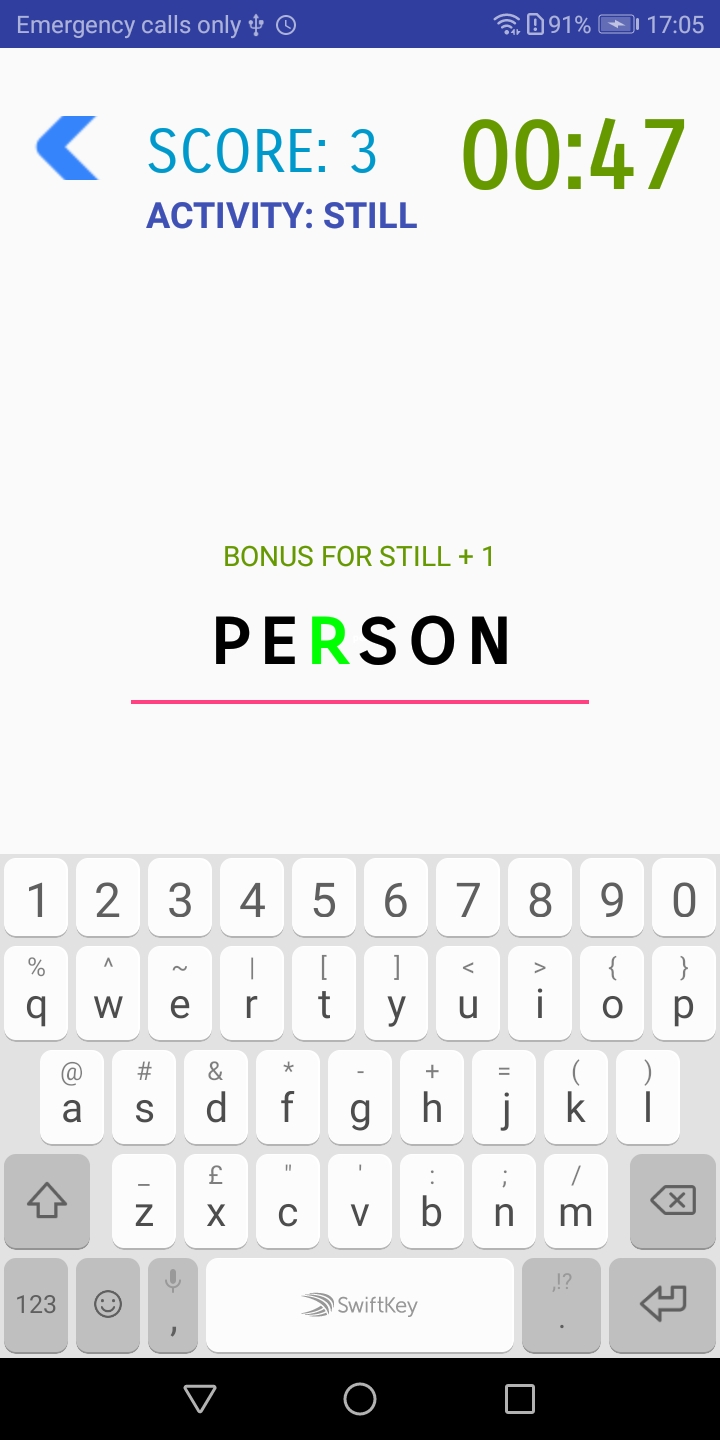 Emergency calls only 91% 17:05
SCORE: 3 00:47
ACTIVITY: STILL
BONUS FOR STILL + 1
PERSON
1 2 3 4 5 6 7 8 9 0
% ^ ~ | [ ] < > { }
q w e r t y u i o p
@ # & * - + = ( )
a s d f g h j k l
_ £ " ' : ; /
z x c v b n m
,!?
123 , SwiftKey .